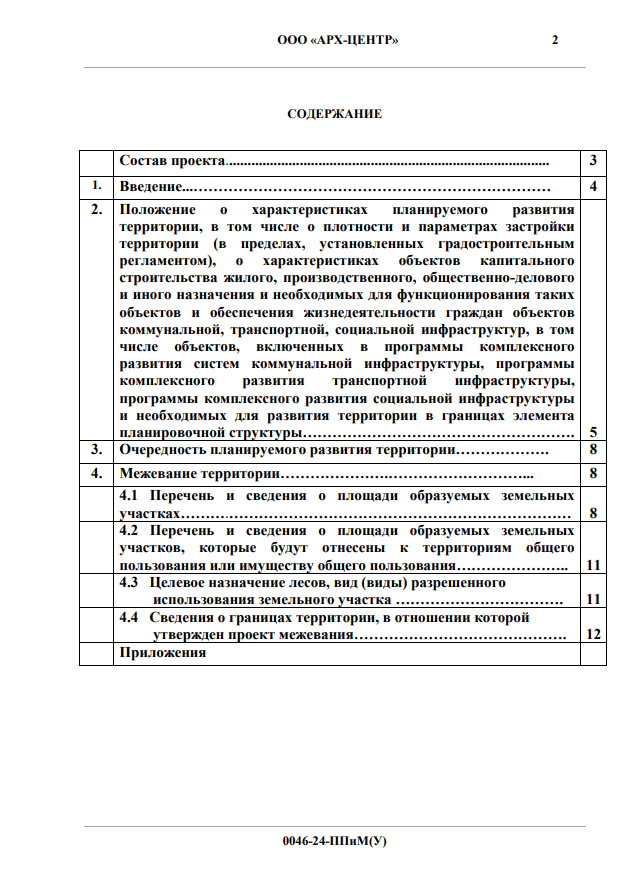 ООО «АРХ-ЦЕНТР» 2
СОДЕРЖАНИЕ
Состав проекта....................................................................................... 3
1. Введение...……………………………………………………………… 4
2. Положение о характеристиках планируемого развития
территории, в том числе о плотности и параметрах застройки
территории (в пределах, установленных градостроительным
регламентом), о характеристиках объектов капитального
строительства жилого, производственного, общественно-делового
и иного назначения и необходимых для функционирования таких
объектов и обеспечения жизнедеятельности граждан объектов
коммунальной, транспортной, социальной инфраструктур, в том
числе объектов, включенных в программы комплексного
развития систем коммунальной инфраструктуры, программы
комплексного развития транспортной инфраструктуры,
программы комплексного развития социальной инфраструктуры
и необходимых для развития территории в границах элемента
планировочной структуры………………………………………………. 5
3. Очередность планируемого развития территории………………. 8
4. Межевание территории………………….………………………... 8
4.1 Перечень и сведения о площади образуемых земельных
участках…………………………………………………………………… 8
4.2 Перечень и сведения о площади образуемых земельных
участков, которые будут отнесены к территориям общего
пользования или имуществу общего пользования………………….. 11
4.3 Целевое назначение лесов, вид (виды) разрешенного
использования земельного участка ……………………………. 11
4.4 Сведения о границах территории, в отношении которой
утвержден проект межевания……………………………………. 12
Приложения
0046-24-ППиМ(У)